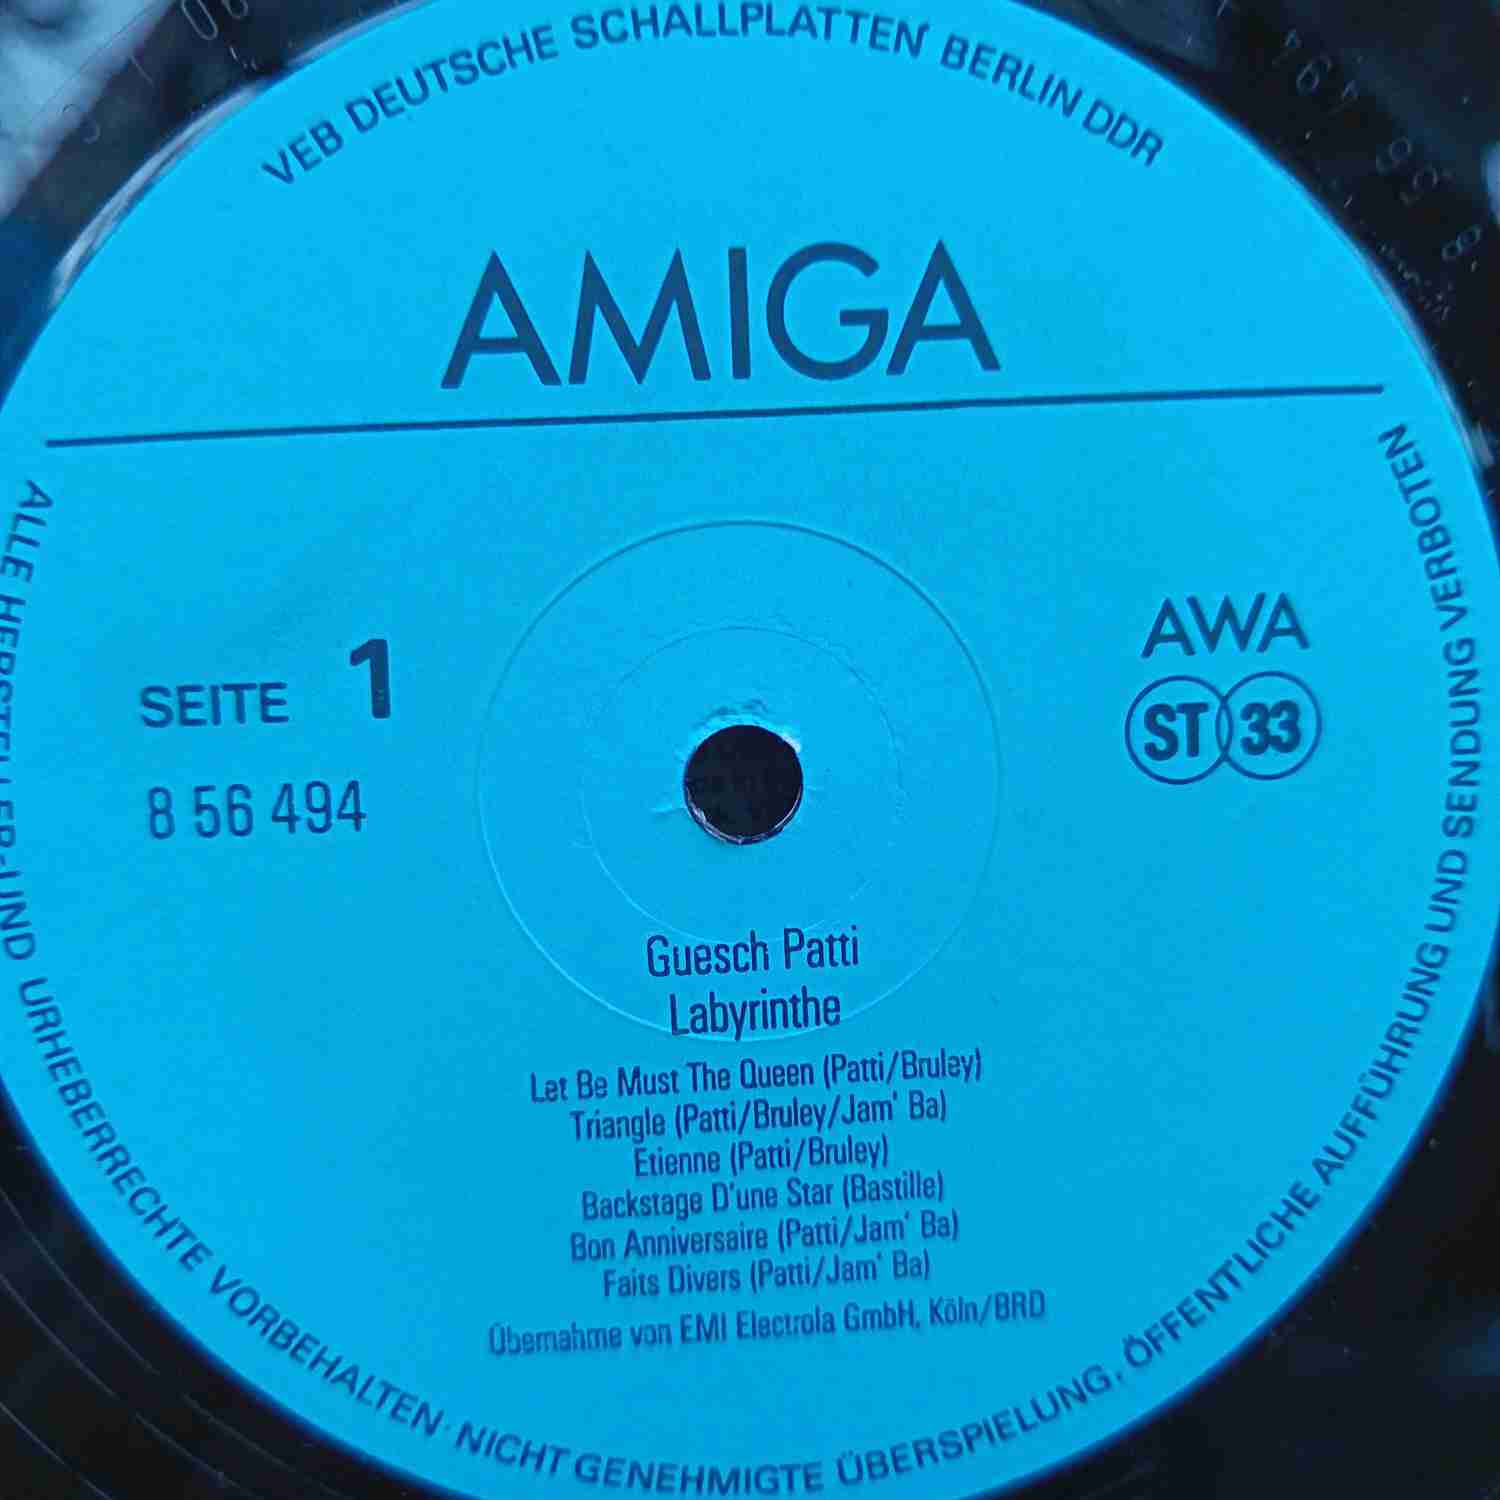 VEB DEUTSCHE SCHALLPLATTEN BERLIN DDR
AMIGA
SEITE 1
8 56 494
AWA
ST 33
Guesch Patti
Labyrinthe
Let Be Must The Queen (Patti/Bruley)
Triangle (Patti/Bruley/Jam' Ba)
Etienne (Patti/Bruley)
Backstage D'une Star (Bastille)
Bon Anniversaire (Patti/Jam' Ba)
Faits Divers (Patti/Jam' Ba)
Übernahme von EMI Electrola GmbH, Köln/BRD
ALLE HERSTELLER-UND URHEBERRECHTE VORBEHALTEN · NICHT GENEHMIGTE ÜBERSPIELUNG, ÖFFENTLICHE AUFFÜHRUNG UND SENDUNG VERBOTEN
8 56 494